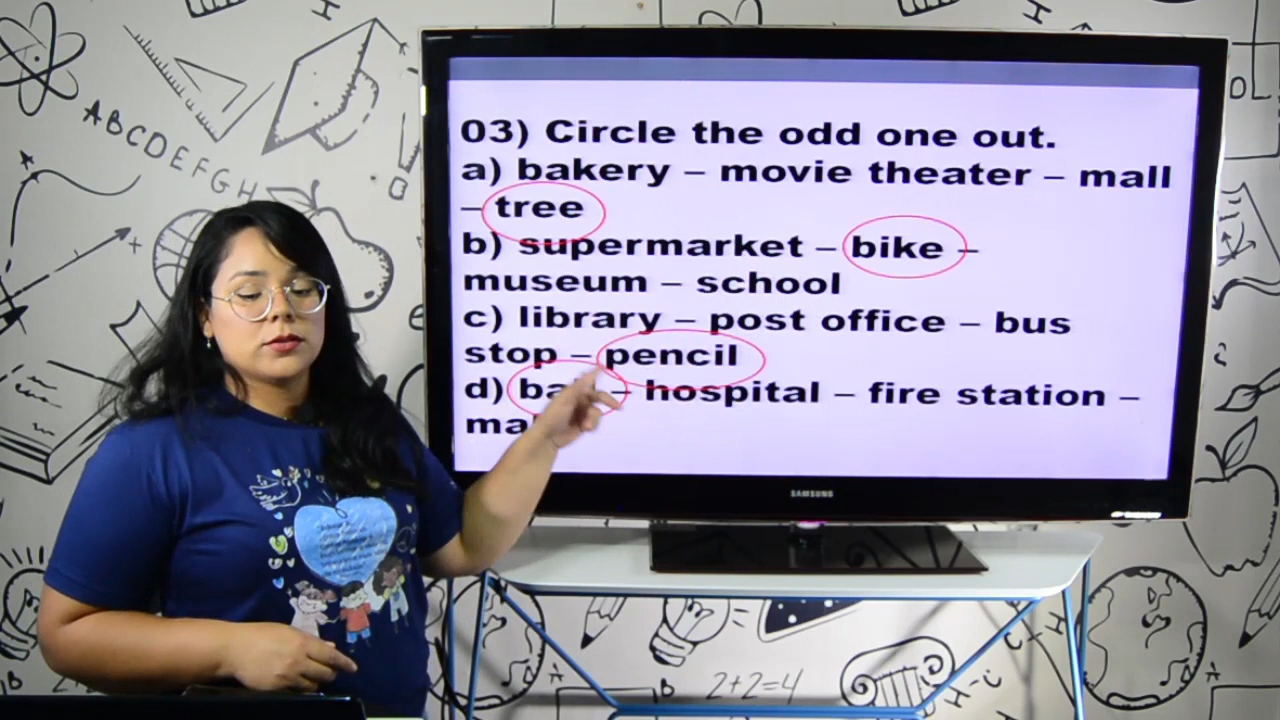 03) Circle the odd one out.
a) bakery – movie theater – mall
– tree
b) supermarket – bike –
museum – school
c) library – post office – bus
stop – pencil
d) – hospital – fire station –
SAMSUNG
ABCDEFGH
2+2=4